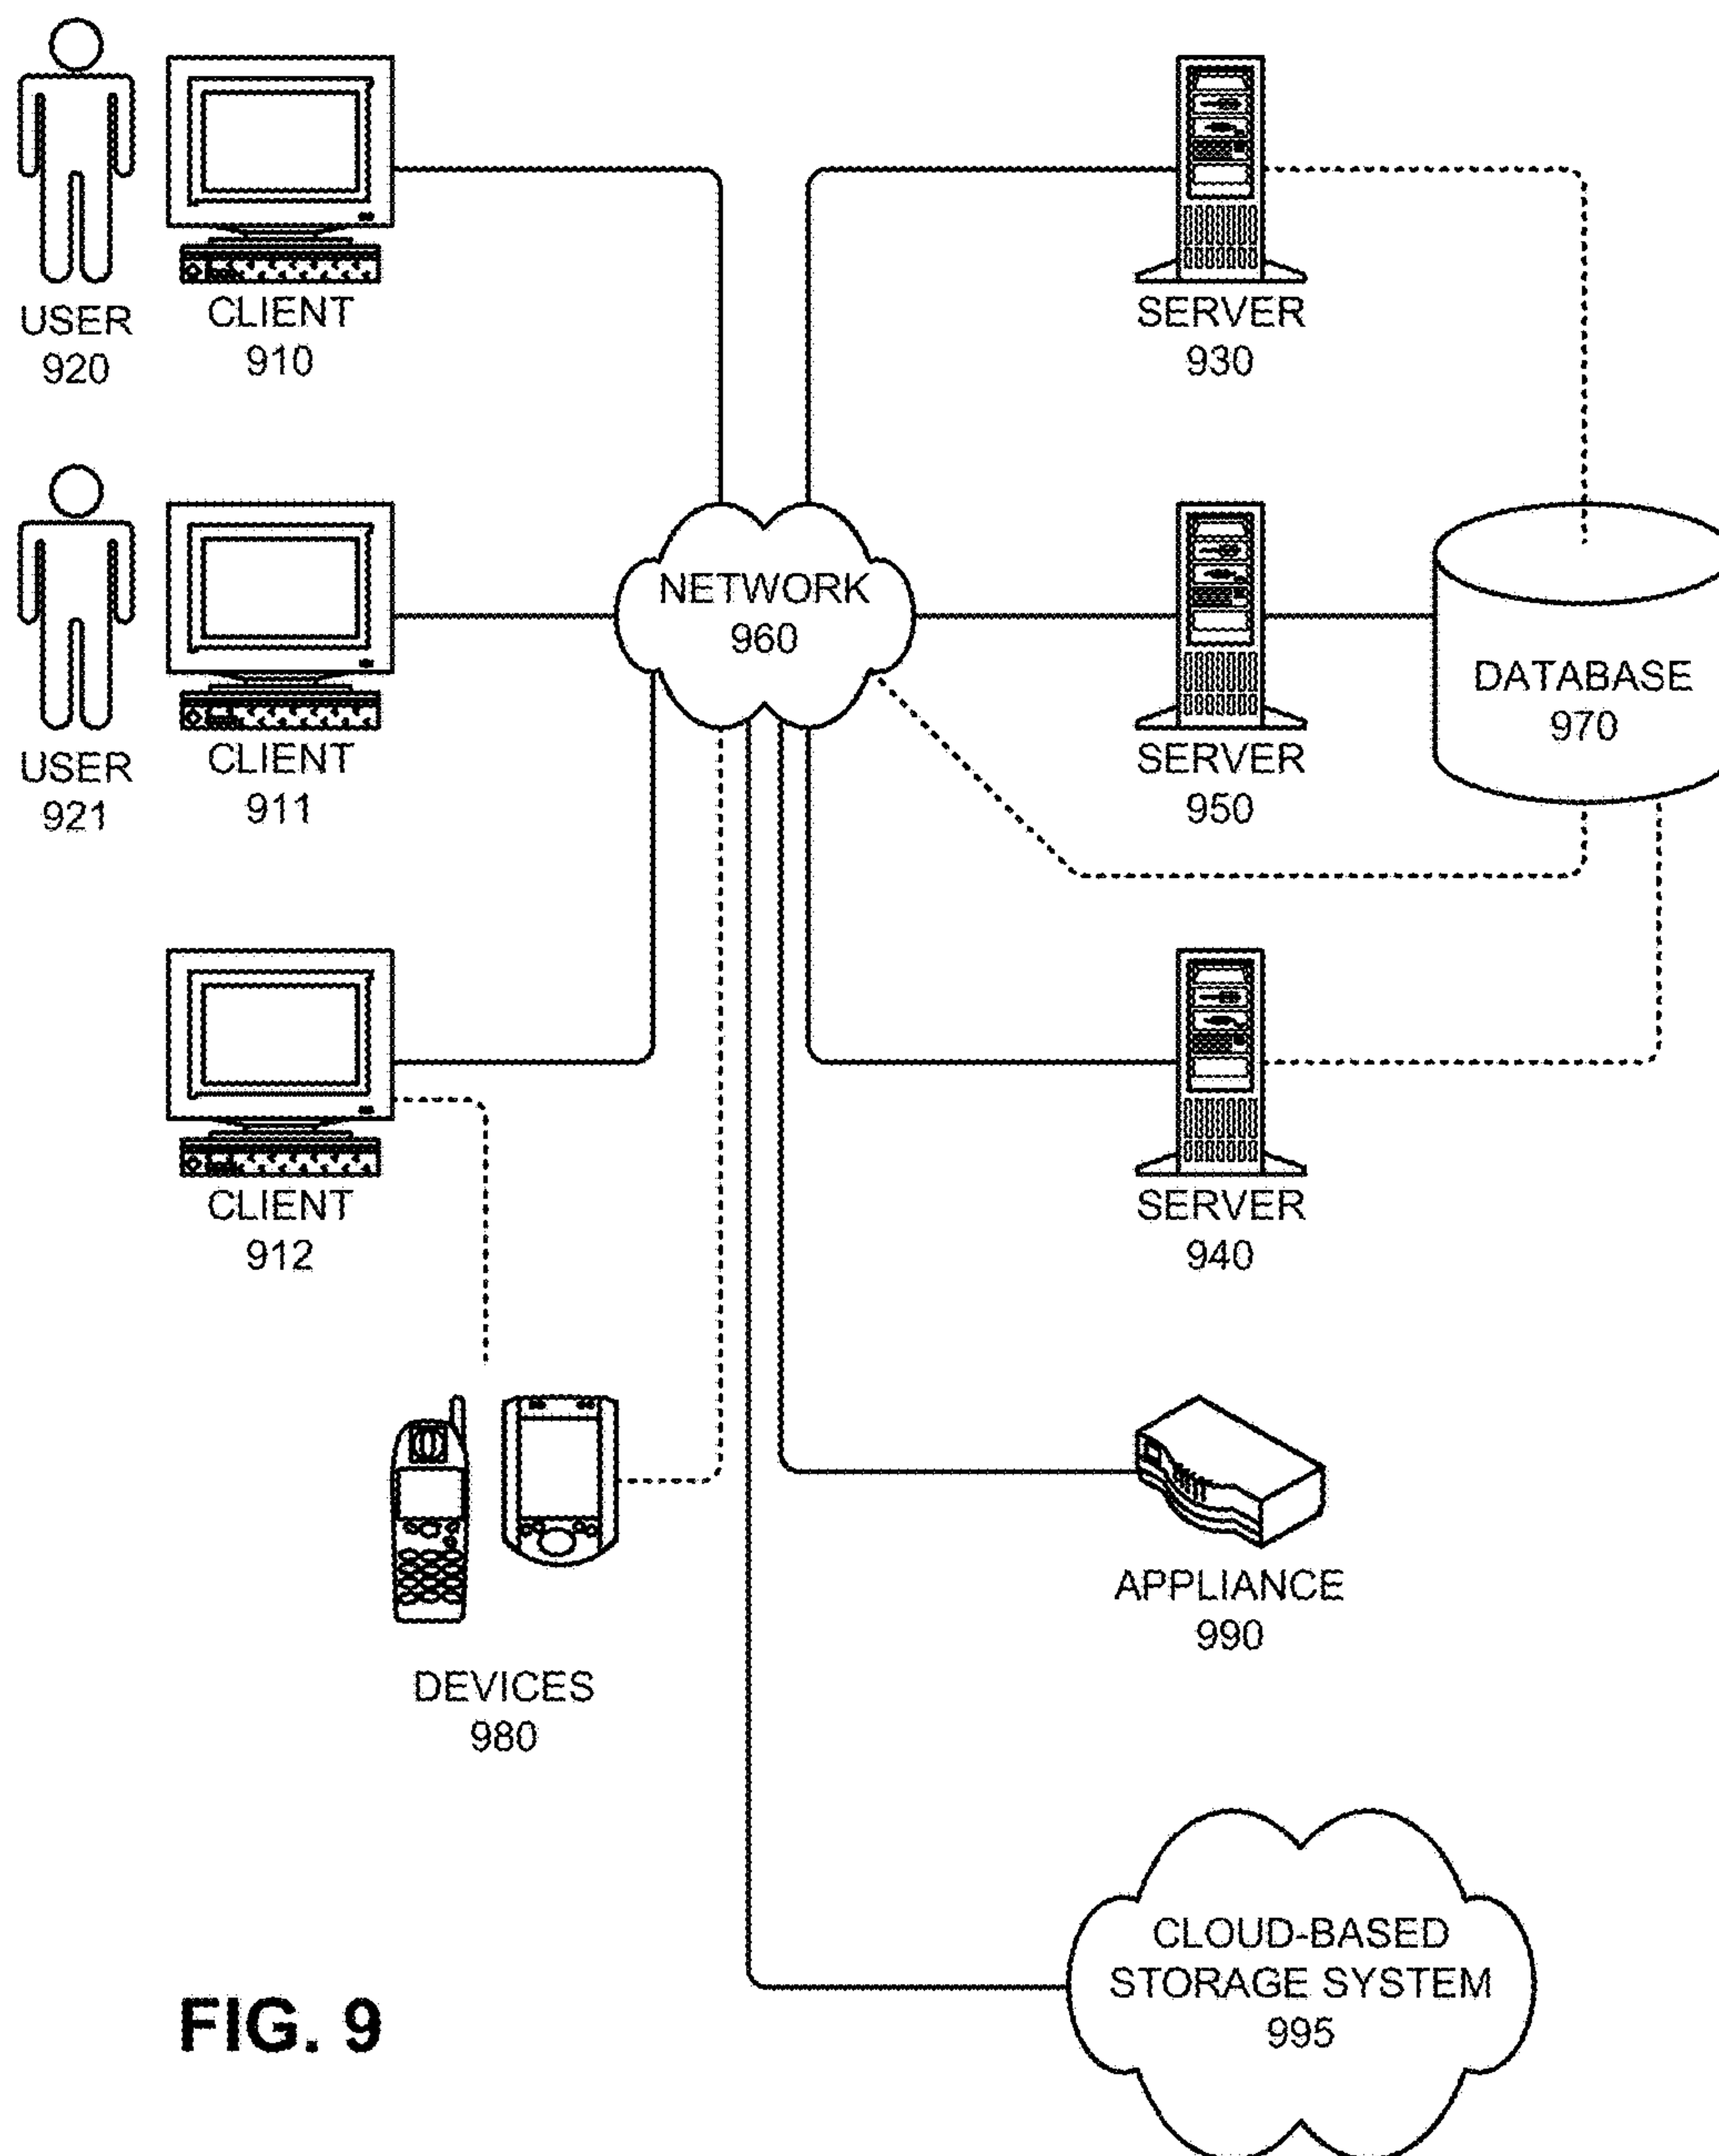 USER
920
CLIENT
910
SERVER
930
USER
921
CLIENT
911
NETWORK
960
SERVER
950
DATABASE
970
CLIENT
912
SERVER
940
DEVICES
980
APPLIANCE
990
CLOUD-BASED
STORAGE SYSTEM
995
FIG. 9